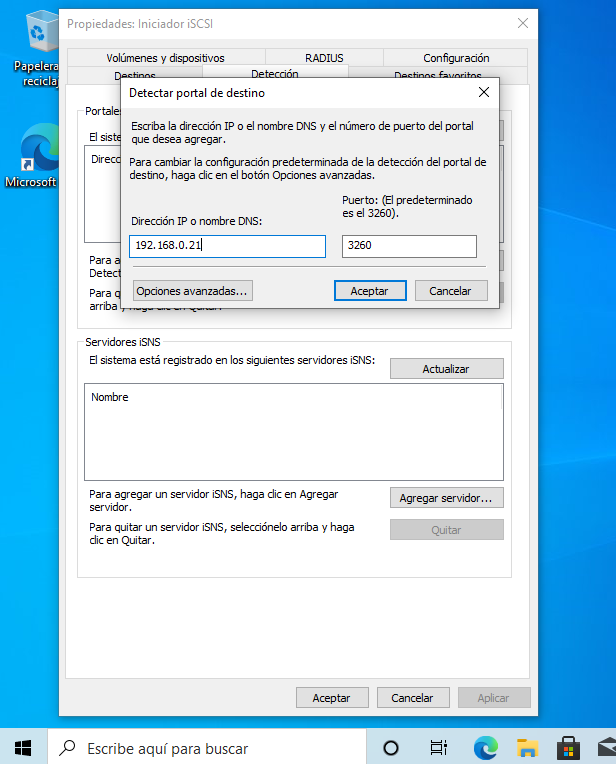 Papelera
reciclaj
Microsoft
Propiedades: Iniciador iSCSI
Volúmenes y dispositivos
RADIUS
Configuración
Destinos
Detección
Destinos favoritos
Portales
El siste
Direcc
Para a
Detect
Para qu
arriba y haga clic en Quitar.
Detectar portal de destino
Escriba la dirección IP o el nombre DNS y el número de puerto del portal
que desea agregar.
Para cambiar la configuración predeterminada de la detección del portal de
destino, haga clic en el botón Opciones avanzadas.
Puerto: (El predeterminado
es el 3260).
Dirección IP o nombre DNS:
192.168.0.21
3260
Opciones avanzadas...
Aceptar
Cancelar
Servidores iSNS
El sistema está registrado en los siguientes servidores iSNS:
Actualizar
Nombre
Para agregar un servidor iSNS, haga clic en Agregar
servidor.
Agregar servidor...
Para quitar un servidor iSNS, selecciónelo arriba y haga
clic en Quitar.
Quitar
Aceptar
Cancelar
Aplicar
Escribe aquí para buscar